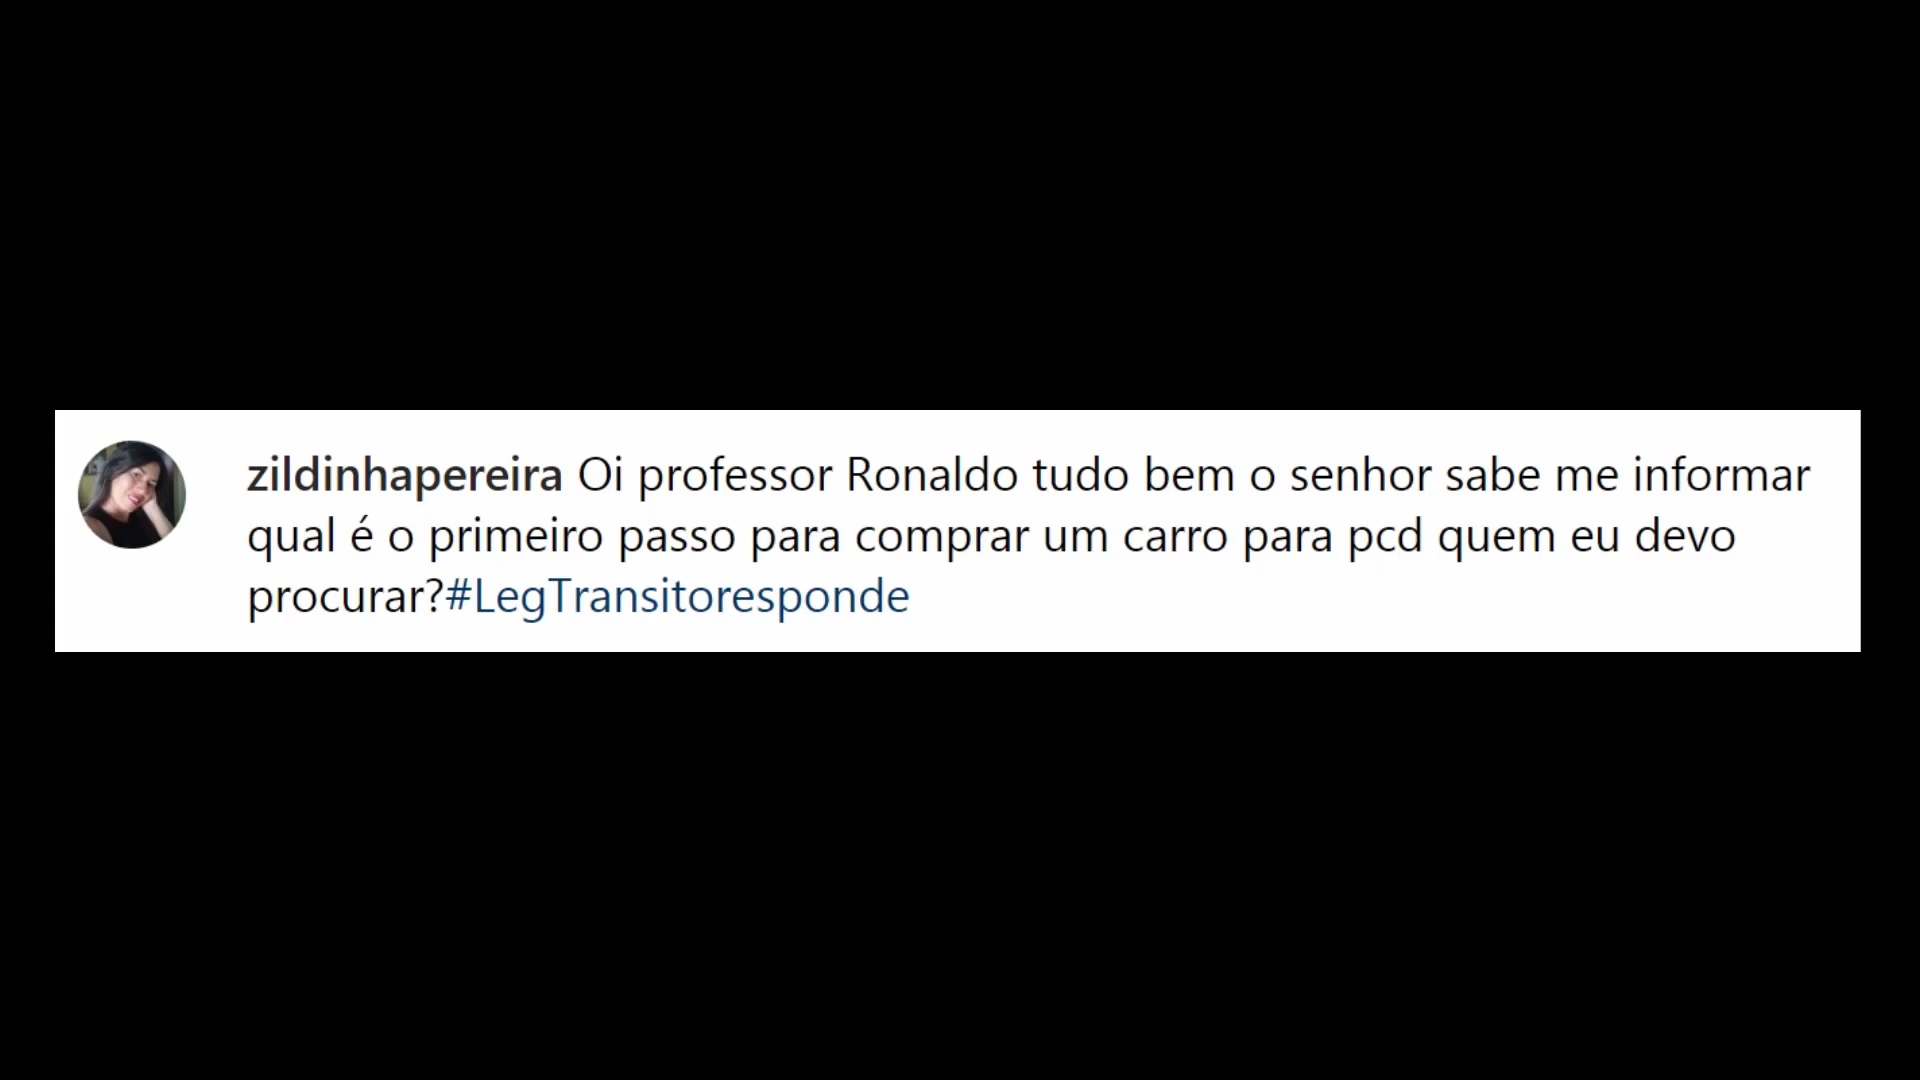 zildinhapereira Oi professor Ronaldo tudo bem o senhor sabe me informar
qual é o primeiro passo para comprar um carro para pcd quem eu devo
procurar?#LegTransitoresponde